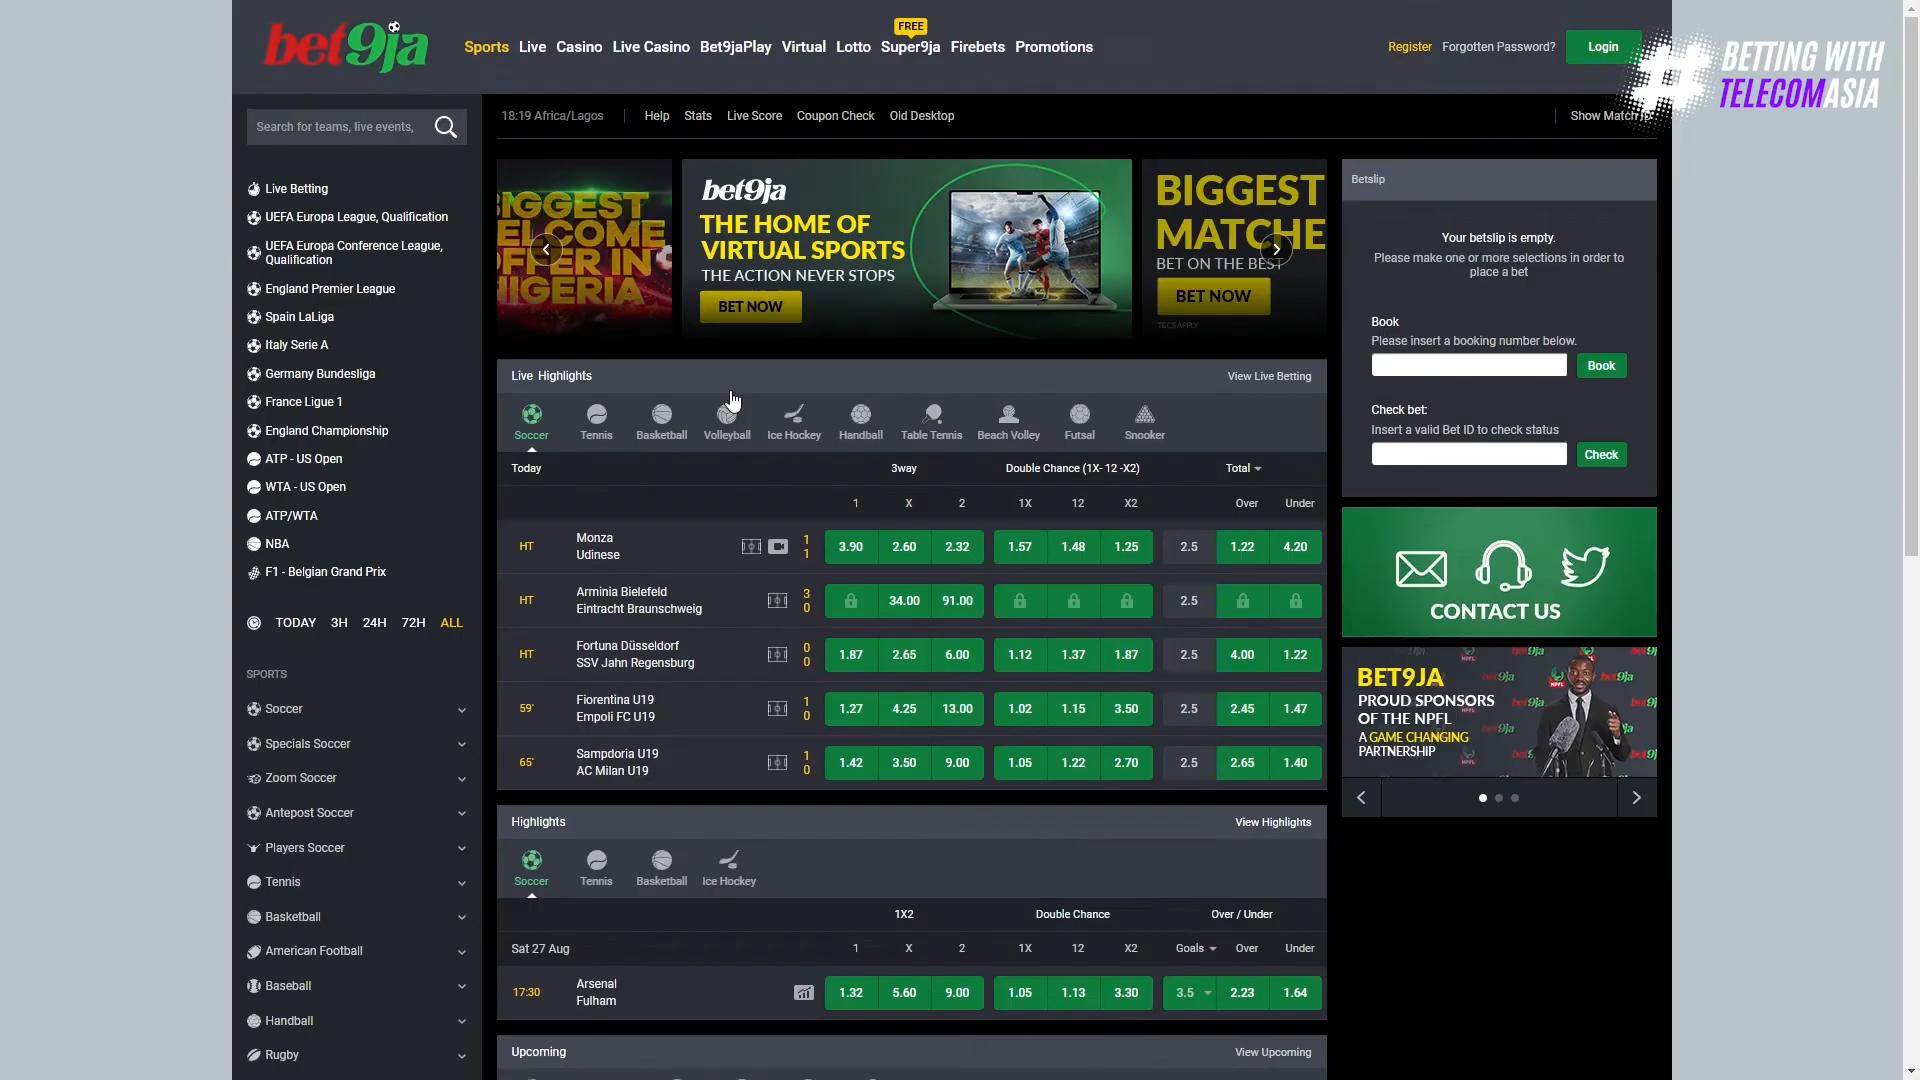 bet9ja
Sports Live Casino Live Casino Bet9jaPlay Virtual Lotto Super9ja Firebets Promotions
FREE
Register Forgotten Password? Login
BETTING WITH
TELECOMASIA
Search for teams, live events,
18:19 Africa/Lagos Help Stats Live Score Coupon Check Old Desktop
Live Betting
UEFA Europa League, Qualification
UEFA Europa Conference League,
Qualification
England Premier League
Spain LaLiga
Italy Serie A
Germany Bundesliga
France Ligue 1
England Championship
ATP - US Open
WTA - US Open
ATP/WTA
NBA
F1 - Belgian Grand Prix
TODAY 3H 24H 72H ALL
SPORTS
Soccer
Specials Soccer
Zoom Soccer
Antepost Soccer
Players Soccer
Tennis
Basketball
American Football
Baseball
Handball
Rugby
OFFER IN
NIGERIA
bet9ja
THE HOME OF
VIRTUAL SPORTS
THE ACTION NEVER STOPS
BET NOW
BIGGEST
MATCHE
BET ON THE BEST
BET NOW
T&CS APPLY
Live Highlights View Live Betting
Soccer Tennis Basketball Volleyball Ice Hockey Handball Table Tennis Beach Volley Futsal Snooker
Today 3way Double Chance (1X- 12 -X2) Total
1 X 2 1X 12 X2 Over Under
HT Monza 1 3.90 2.60 2.32 1.57 1.48 1.25 2.5 1.22 4.20
Udinese 1
HT Arminia Bielefeld 3 34.00 91.00 2.5
Eintracht Braunschweig 0
HT Fortuna Düsseldorf 0 1.87 2.65 6.00 1.12 1.37 1.87 2.5 4.00 1.22
SSV Jahn Regensburg 0
59' Fiorentina U19 1 1.27 4.25 13.00 1.02 1.15 3.50 2.5 2.45 1.47
Empoli FC U19 0
65' Sampdoria U19 1 1.42 3.50 9.00 1.05 1.22 2.70 2.5 2.65 1.40
AC Milan U19 0
Highlights View Highlights
Soccer Tennis Basketball Ice Hockey
1X2 Double Chance Over / Under
Sat 27 Aug 1 X 2 1X 12 X2 Goals Over Under
17:30 Arsenal 1.32 5.60 9.00 1.05 1.13 3.30 3.5 2.23 1.64
Fulham
Upcoming View Upcoming
Show Match
Betslip
Your betslip is empty.
Please make one or more selections in order to
place a bet
Book
Please insert a booking number below.
Book
Check bet:
Insert a valid Bet ID to check status
Check
CONTACT US
BET9JA
PROUD SPONSORS
OF THE NPFL
A GAME CHANGING
PARTNERSHIP